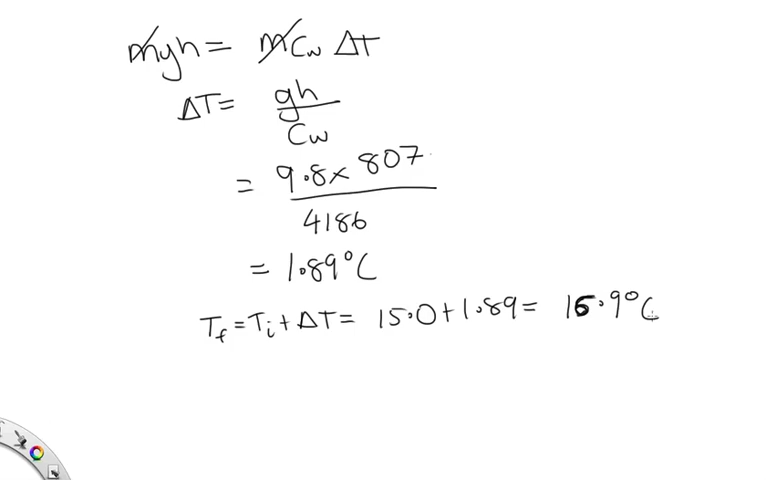 mgh = mCw ΔT
ΔT = gh/Cw
= 9.8 × 807/4186
= 1.89°C
Tf = Ti + ΔT = 15.0 + 1.89 = 16.9°C